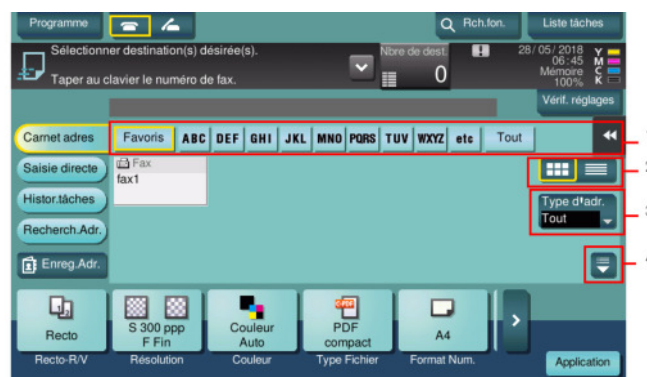 Programme
Rch.fon.
Liste tâches
Sélectionner destination(s) désirée(s).
Taper au clavier le numéro de fax.
Nbre de dest.
0
28/05/2018
06:45
Mémoire
100%
Y
M
C
K
Vérif. réglages
Carnet adres
Favoris ABC DEF GHI JKL MNO PQRS TUV WXYZ etc Tout
Saisie directe
Fax
fax1
Histor.tâches
Type d'adr.
Tout
Recherch.Adr.
Enreg.Adr.
Recto
S 300 ppp
F Fin
Couleur
Auto
PDF
compact
A4
Recto-R/V
Résolution
Couleur
Type Fichier
Format Num.
Application